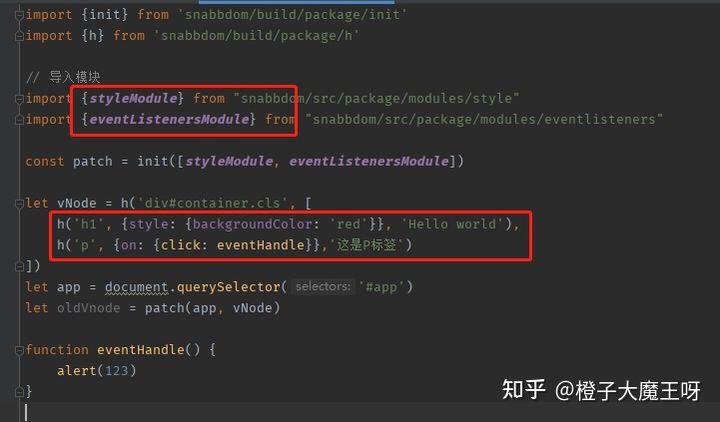 import {init} from 'snabbdom/build/package/init'
import {h} from 'snabbdom/build/package/h'
// 导入模块
import {styleModule} from "snabbdom/src/package/modules/style"
import {eventListenersModule} from "snabbdom/src/package/modules/eventlisteners"
const patch = init([styleModule, eventListenersModule])
let vNode = h('div#container.cls', [
h('h1', {style: {backgroundColor: 'red'}}, 'Hello world'),
h('p', {on: {click: eventHandle}},'这是P标签')
])
let app = document.querySelector( selectors: '#app')
let oldVnode = patch(app, vNode)
function eventHandle() {
alert(123)
}
知乎 @橙子大魔王呀